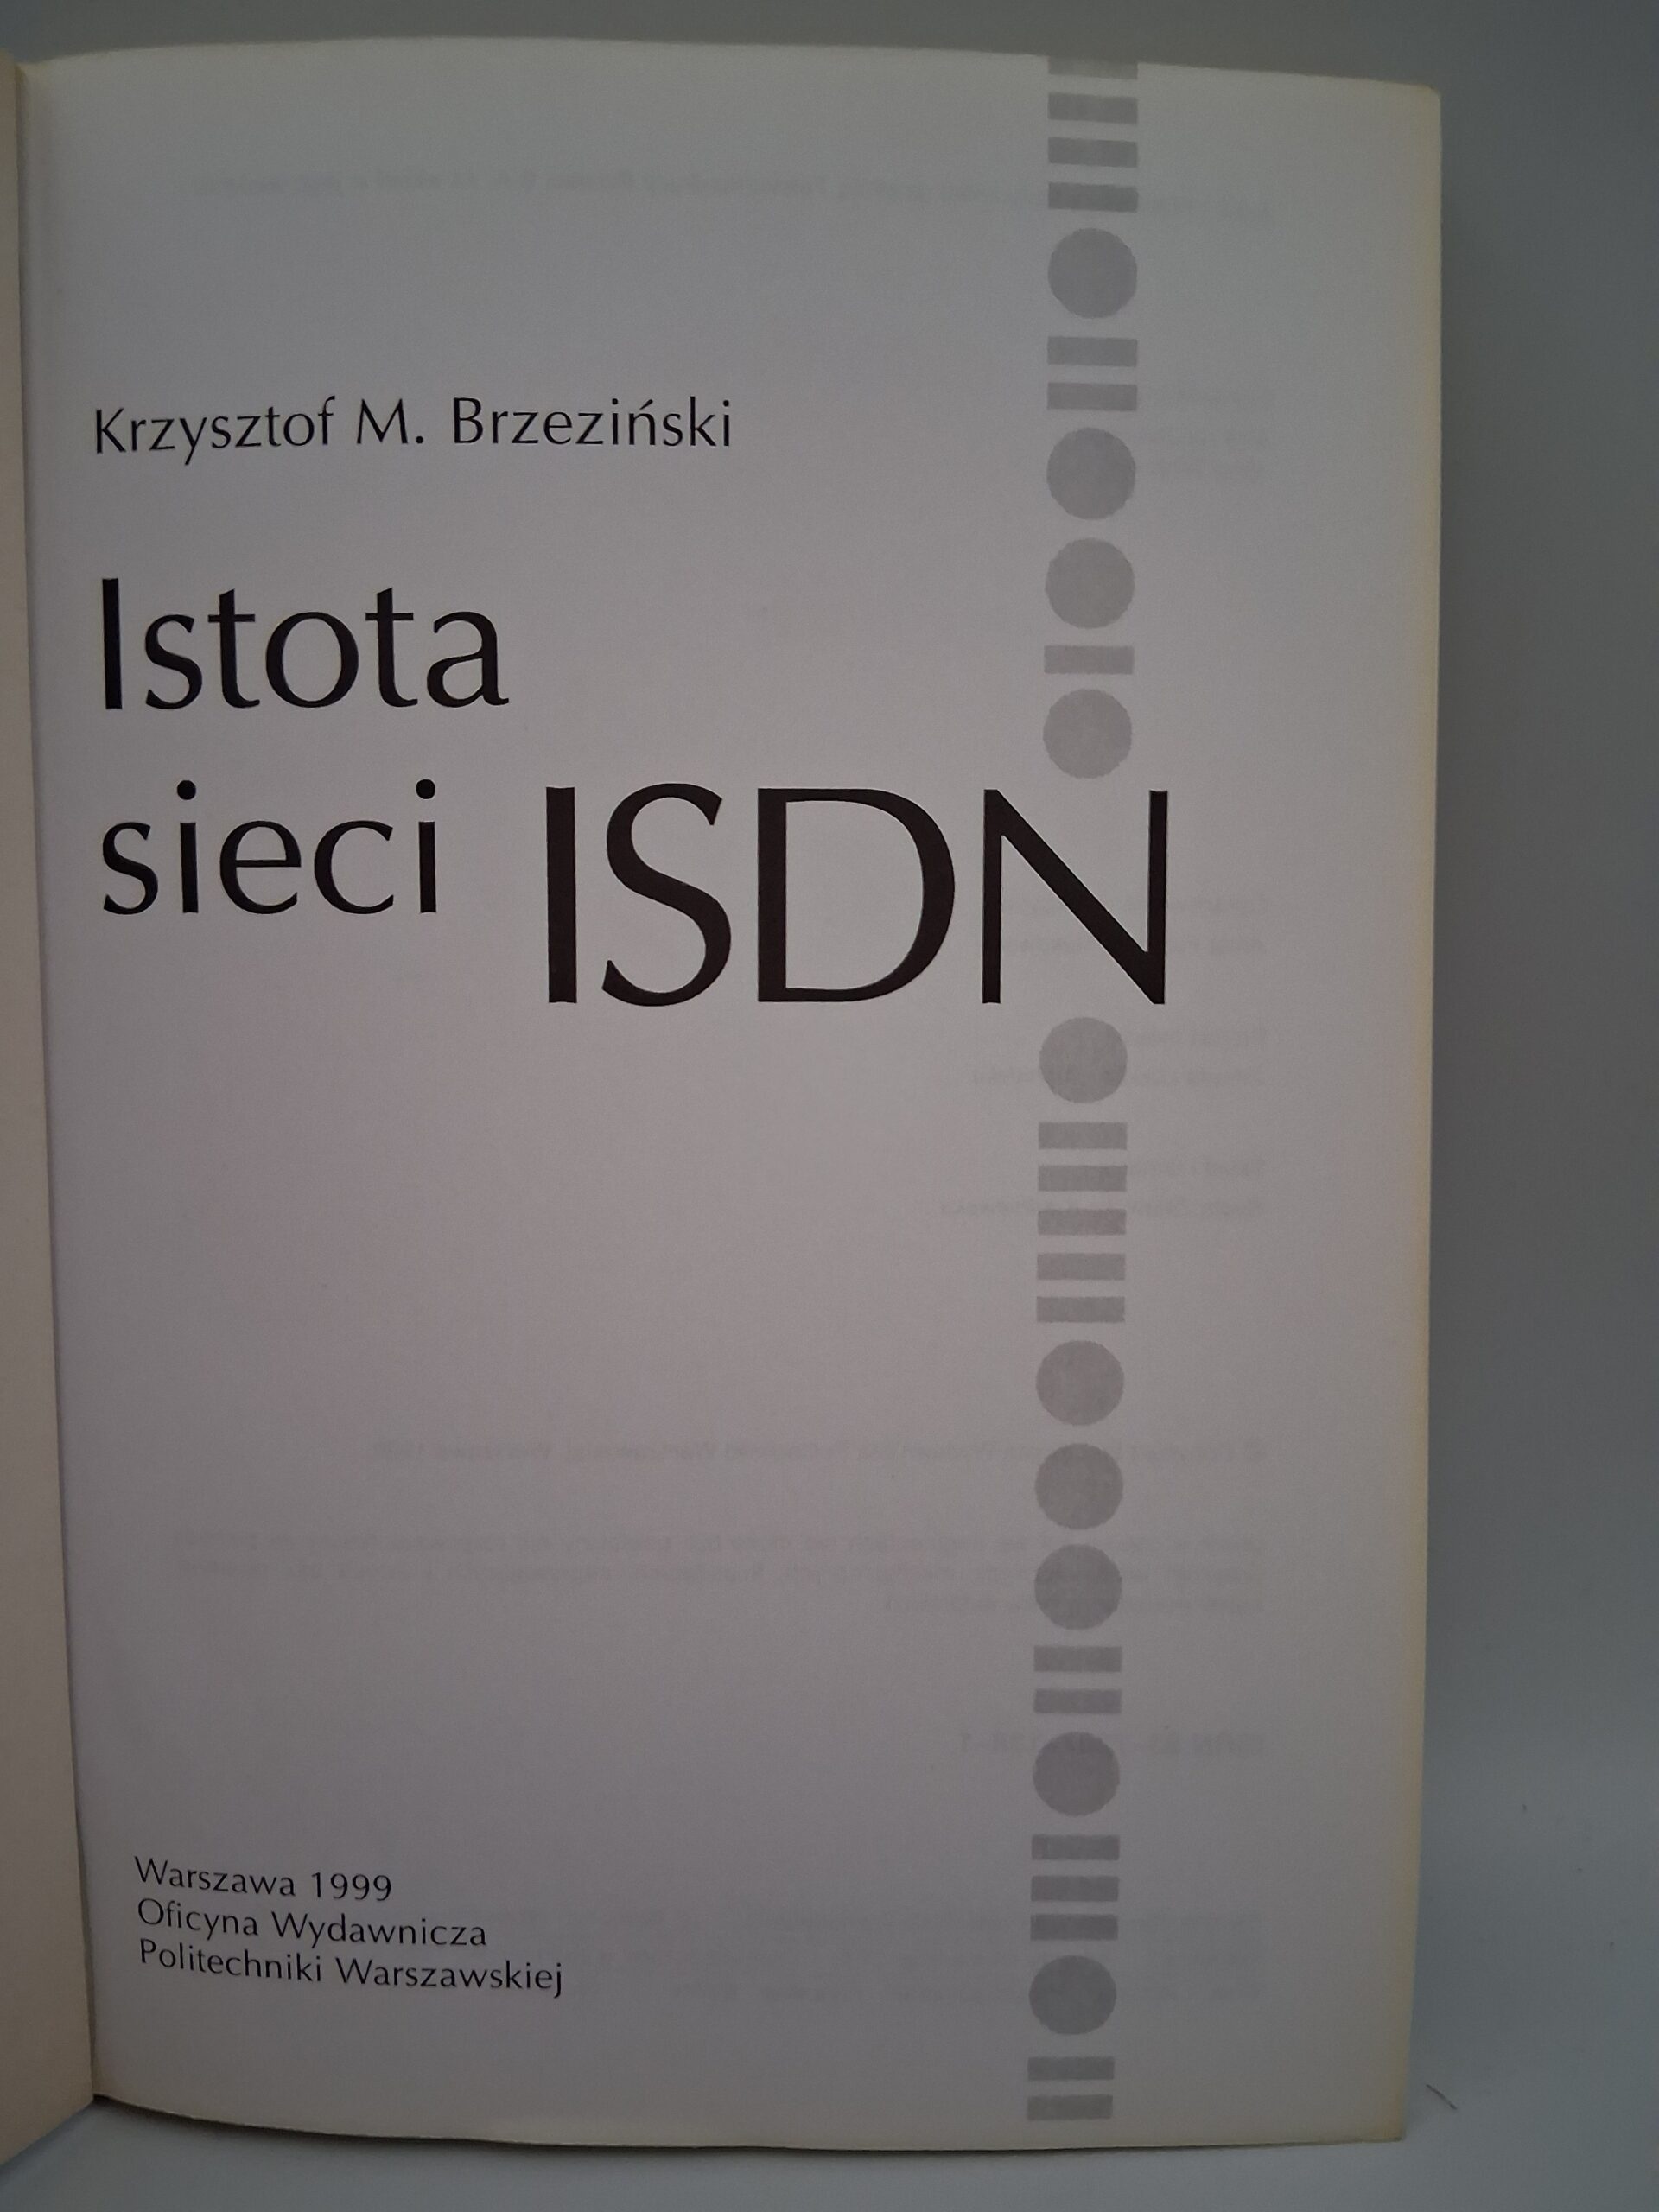 Krzysztof M. Brzeziński
Istota
sieci ISDN
Warszawa 1999
Oficyna Wydawnicza
Politechniki Warszawskiej